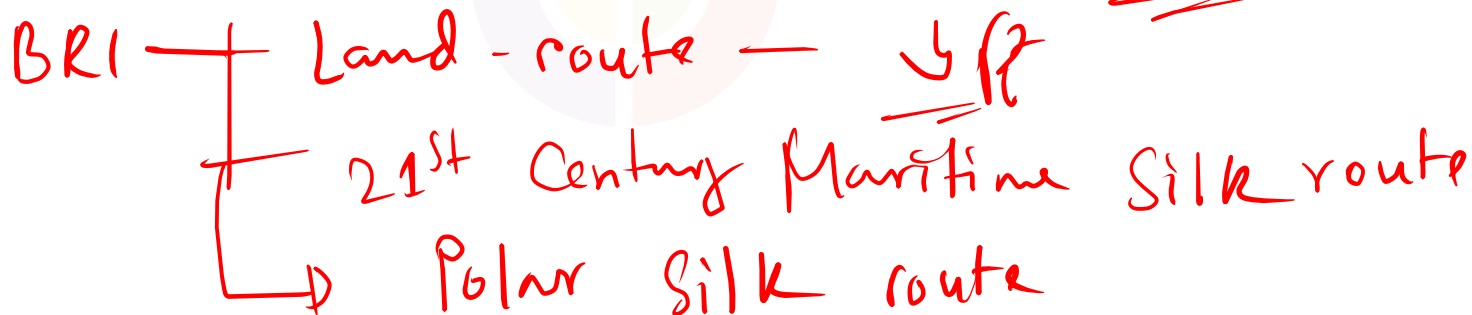 BRI Land-route —
21st Century Maritime Silk route
Polar Silk route